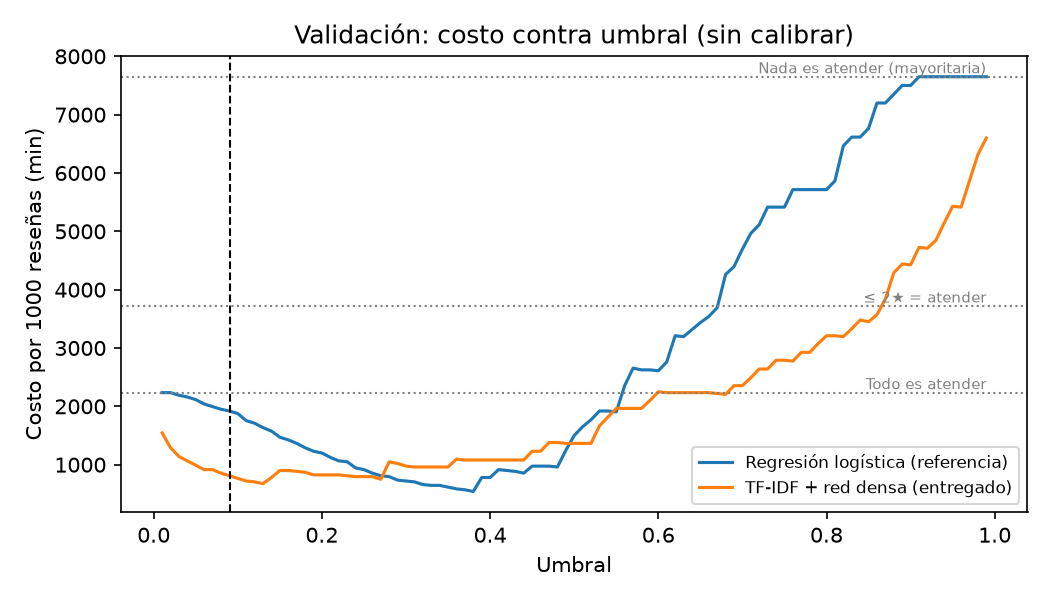 Validación: costo contra umbral (sin calibrar)
Costo por 1000 reseñas (min)
8000
7000
6000
5000
4000
3000
2000
1000
Nada es atender (mayoritaria)
≤ 2★ = atender
Todo es atender
Regresión logística (referencia)
TF-IDF + red densa (entregado)
0.0 0.2 0.4 0.6 0.8 1.0
Umbral